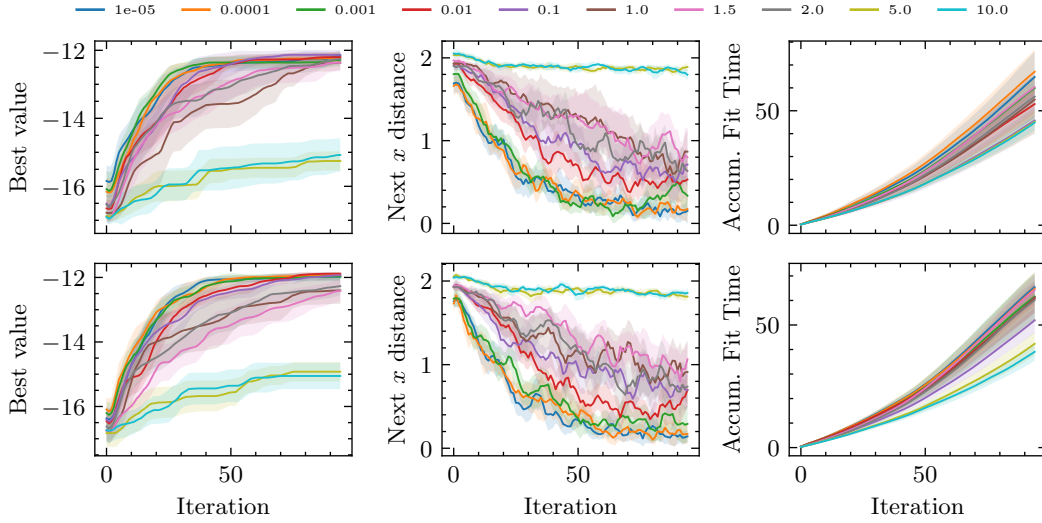 1e-05 0.0001 0.001 0.01 0.1 1.0 1.5 2.0 5.0 10.0
Best value
−12
−14
−16
50
Next x distance
2
1
0
50
Accum. Fit Time
50
0
50
Best value
−12
−14
−16
0 50
Iteration
Next x distance
2
1
0
0 50
Iteration
Accum. Fit Time
50
0
0 50
Iteration